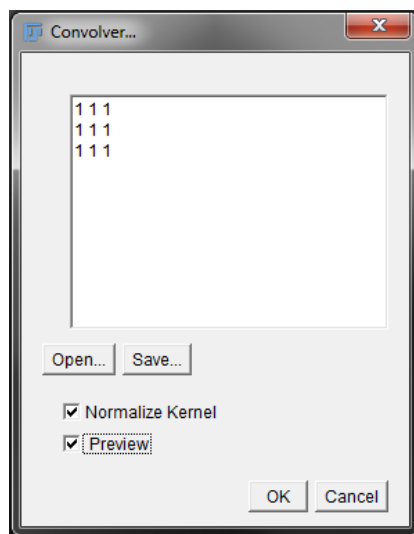 Convolver...
1 1 1
1 1 1
1 1 1
Open... Save...
Normalize Kernel
Preview
OK Cancel